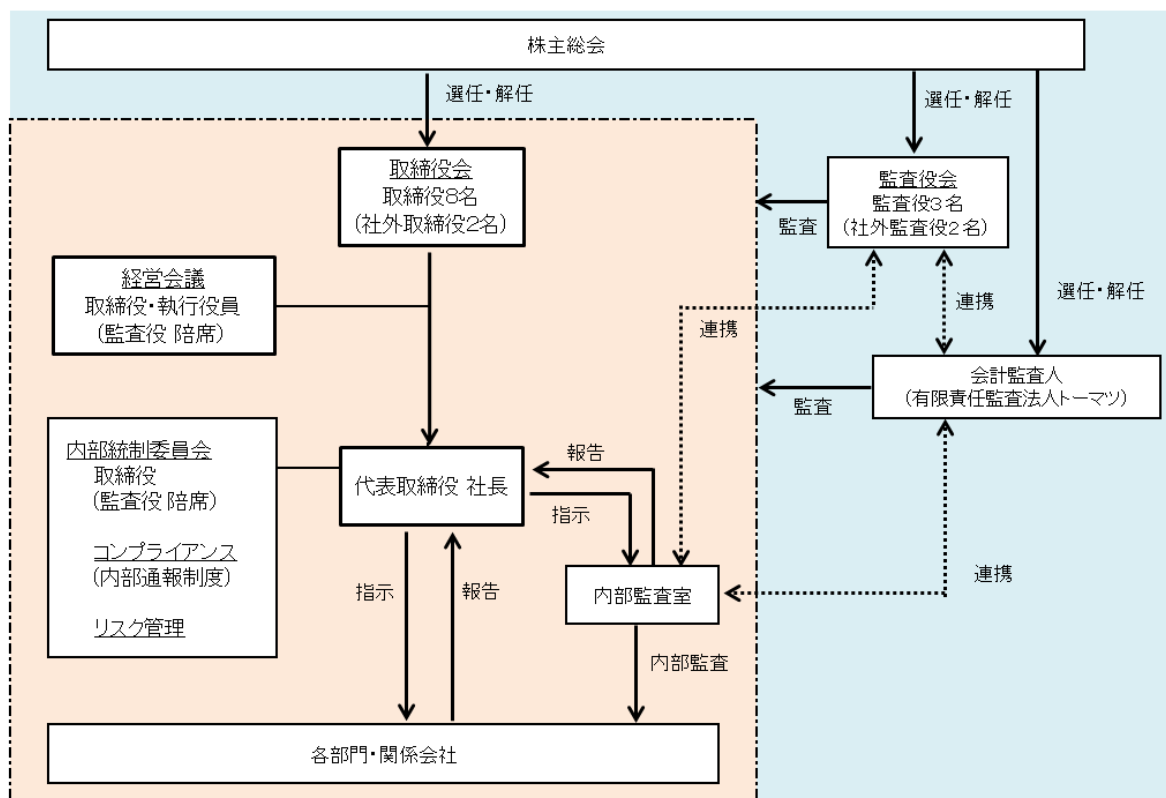 株主総会
選任・解任
選任・解任
取締役会
取締役8名
(社外取締役2名)
監査役会
監査役3名
(社外監査役2名)
監査
経営会議
取締役・執行役員
(監査役 陪席)
選任・解任
連携
連携
会計監査人
(有限責任監査法人トーマツ)
監査
内部統制委員会
取締役
(監査役 陪席)
コンプライアンス
(内部通報制度)
リスク管理
代表取締役 社長
報告
指示
指示
報告
内部監査室
連携
内部監査
各部門・関係会社